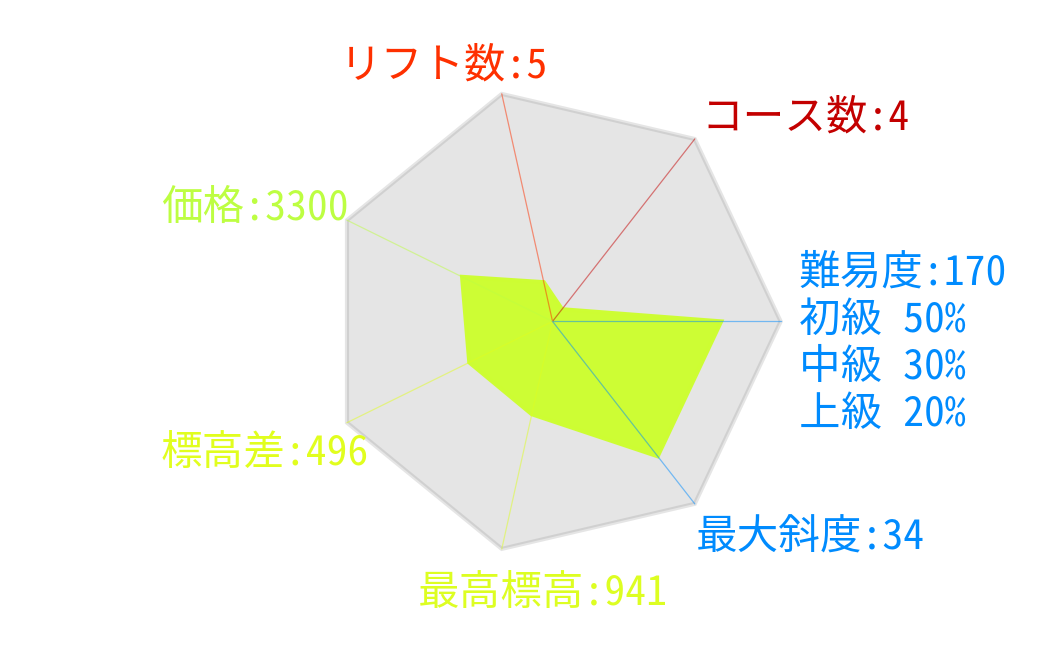 リフト数:5
コース数:4
価格:3300
難易度:170
初級 50%
中級 30%
上級 20%
標高差:496
最大斜度:34
最高標高:941